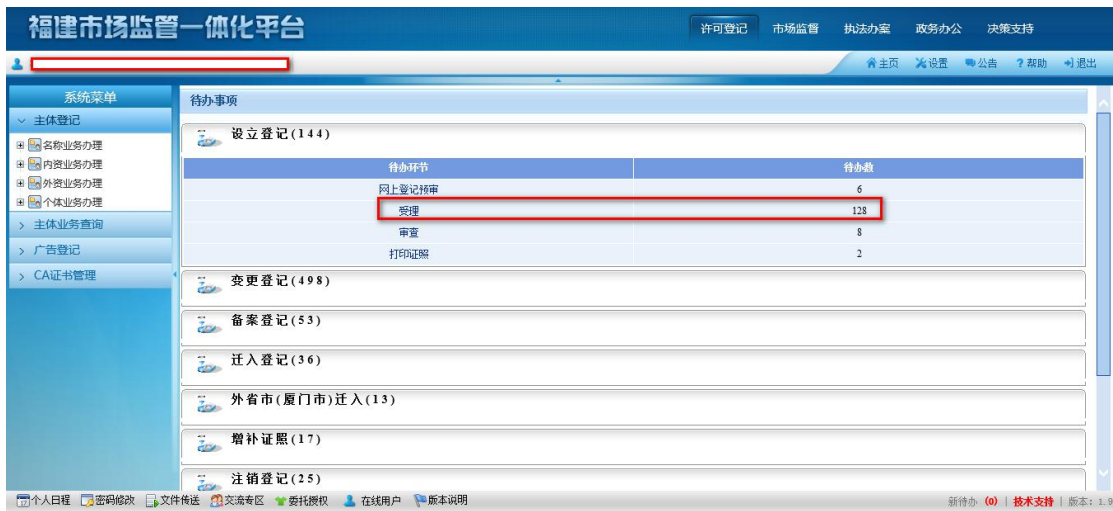 福建市场监管一体化平台
许可登记 市场监督 执法办案 政务办公 决策支持
主页 设置 公告 ? 帮助 退出
系统菜单
主体登记
名称业务办理
内资业务办理
外资业务办理
个体业务办理
主体业务查询
广告登记
CA证书管理
待办事项
设立登记(144)
待办环节 待办数
网上登记预审 6
受理 128
审查 8
打印证照 2
变更登记(498)
备案登记(53)
迁入登记(36)
外省市(厦门市)迁入(13)
增补证照(17)
注销登记(25)
个人日程 密码修改 文件传送 交流专区 委托授权 在线用户 版本说明
新待办 (0) | 技术支持 | 版本: 1.9